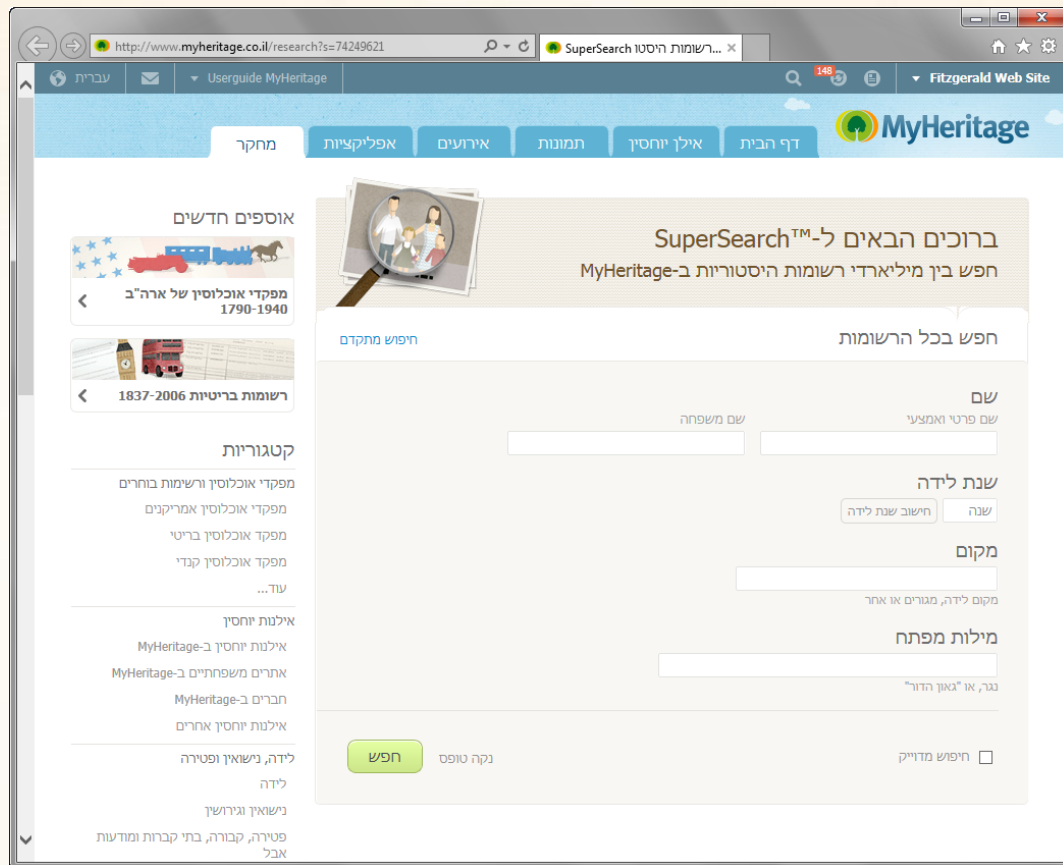 http://www.myheritage.co.il/research?s=74249621
SuperSearch רשומות היסטו...
Fitzgerald Web Site
148
Userguide MyHeritage
עברית
MyHeritage
דף הבית
אילן יוחסין
תמונות
אירועים
אפליקציות
מחקר
ברוכים הבאים ל-SuperSearch™
חפש בין מיליארדי רשומות היסטוריות ב-MyHeritage
חפש בכל הרשומות
חיפוש מתקדם
שם
שם פרטי ואמצעי
שם משפחה
שנת לידה
שנה
חישוב שנת לידה
מקום
מקום לידה, מגורים או אחר
מילות מפתח
נגר, או "גאון הדור"
חיפוש מדוייק
נקה טופס
חפש
אוספים חדשים
מפקדי אוכלוסין של ארה"ב
1790-1940
רשומות בריטיות 1837-2006
קטגוריות
מפקדי אוכלוסין ורשימות בוחרים
מפקדי אוכלוסין אמריקנים
מפקד אוכלוסין בריטי
מפקד אוכלוסין קנדי
עוד...
אילנות יוחסין
אילנות יוחסין ב-MyHeritage
אתרים משפחתיים ב-MyHeritage
חברים ב-MyHeritage
אילנות יוחסין אחרים
לידה, נישואין ופטירה
לידה
נישואין וגירושין
פטירה, קבורה, בתי קברות ומודעות
אבל